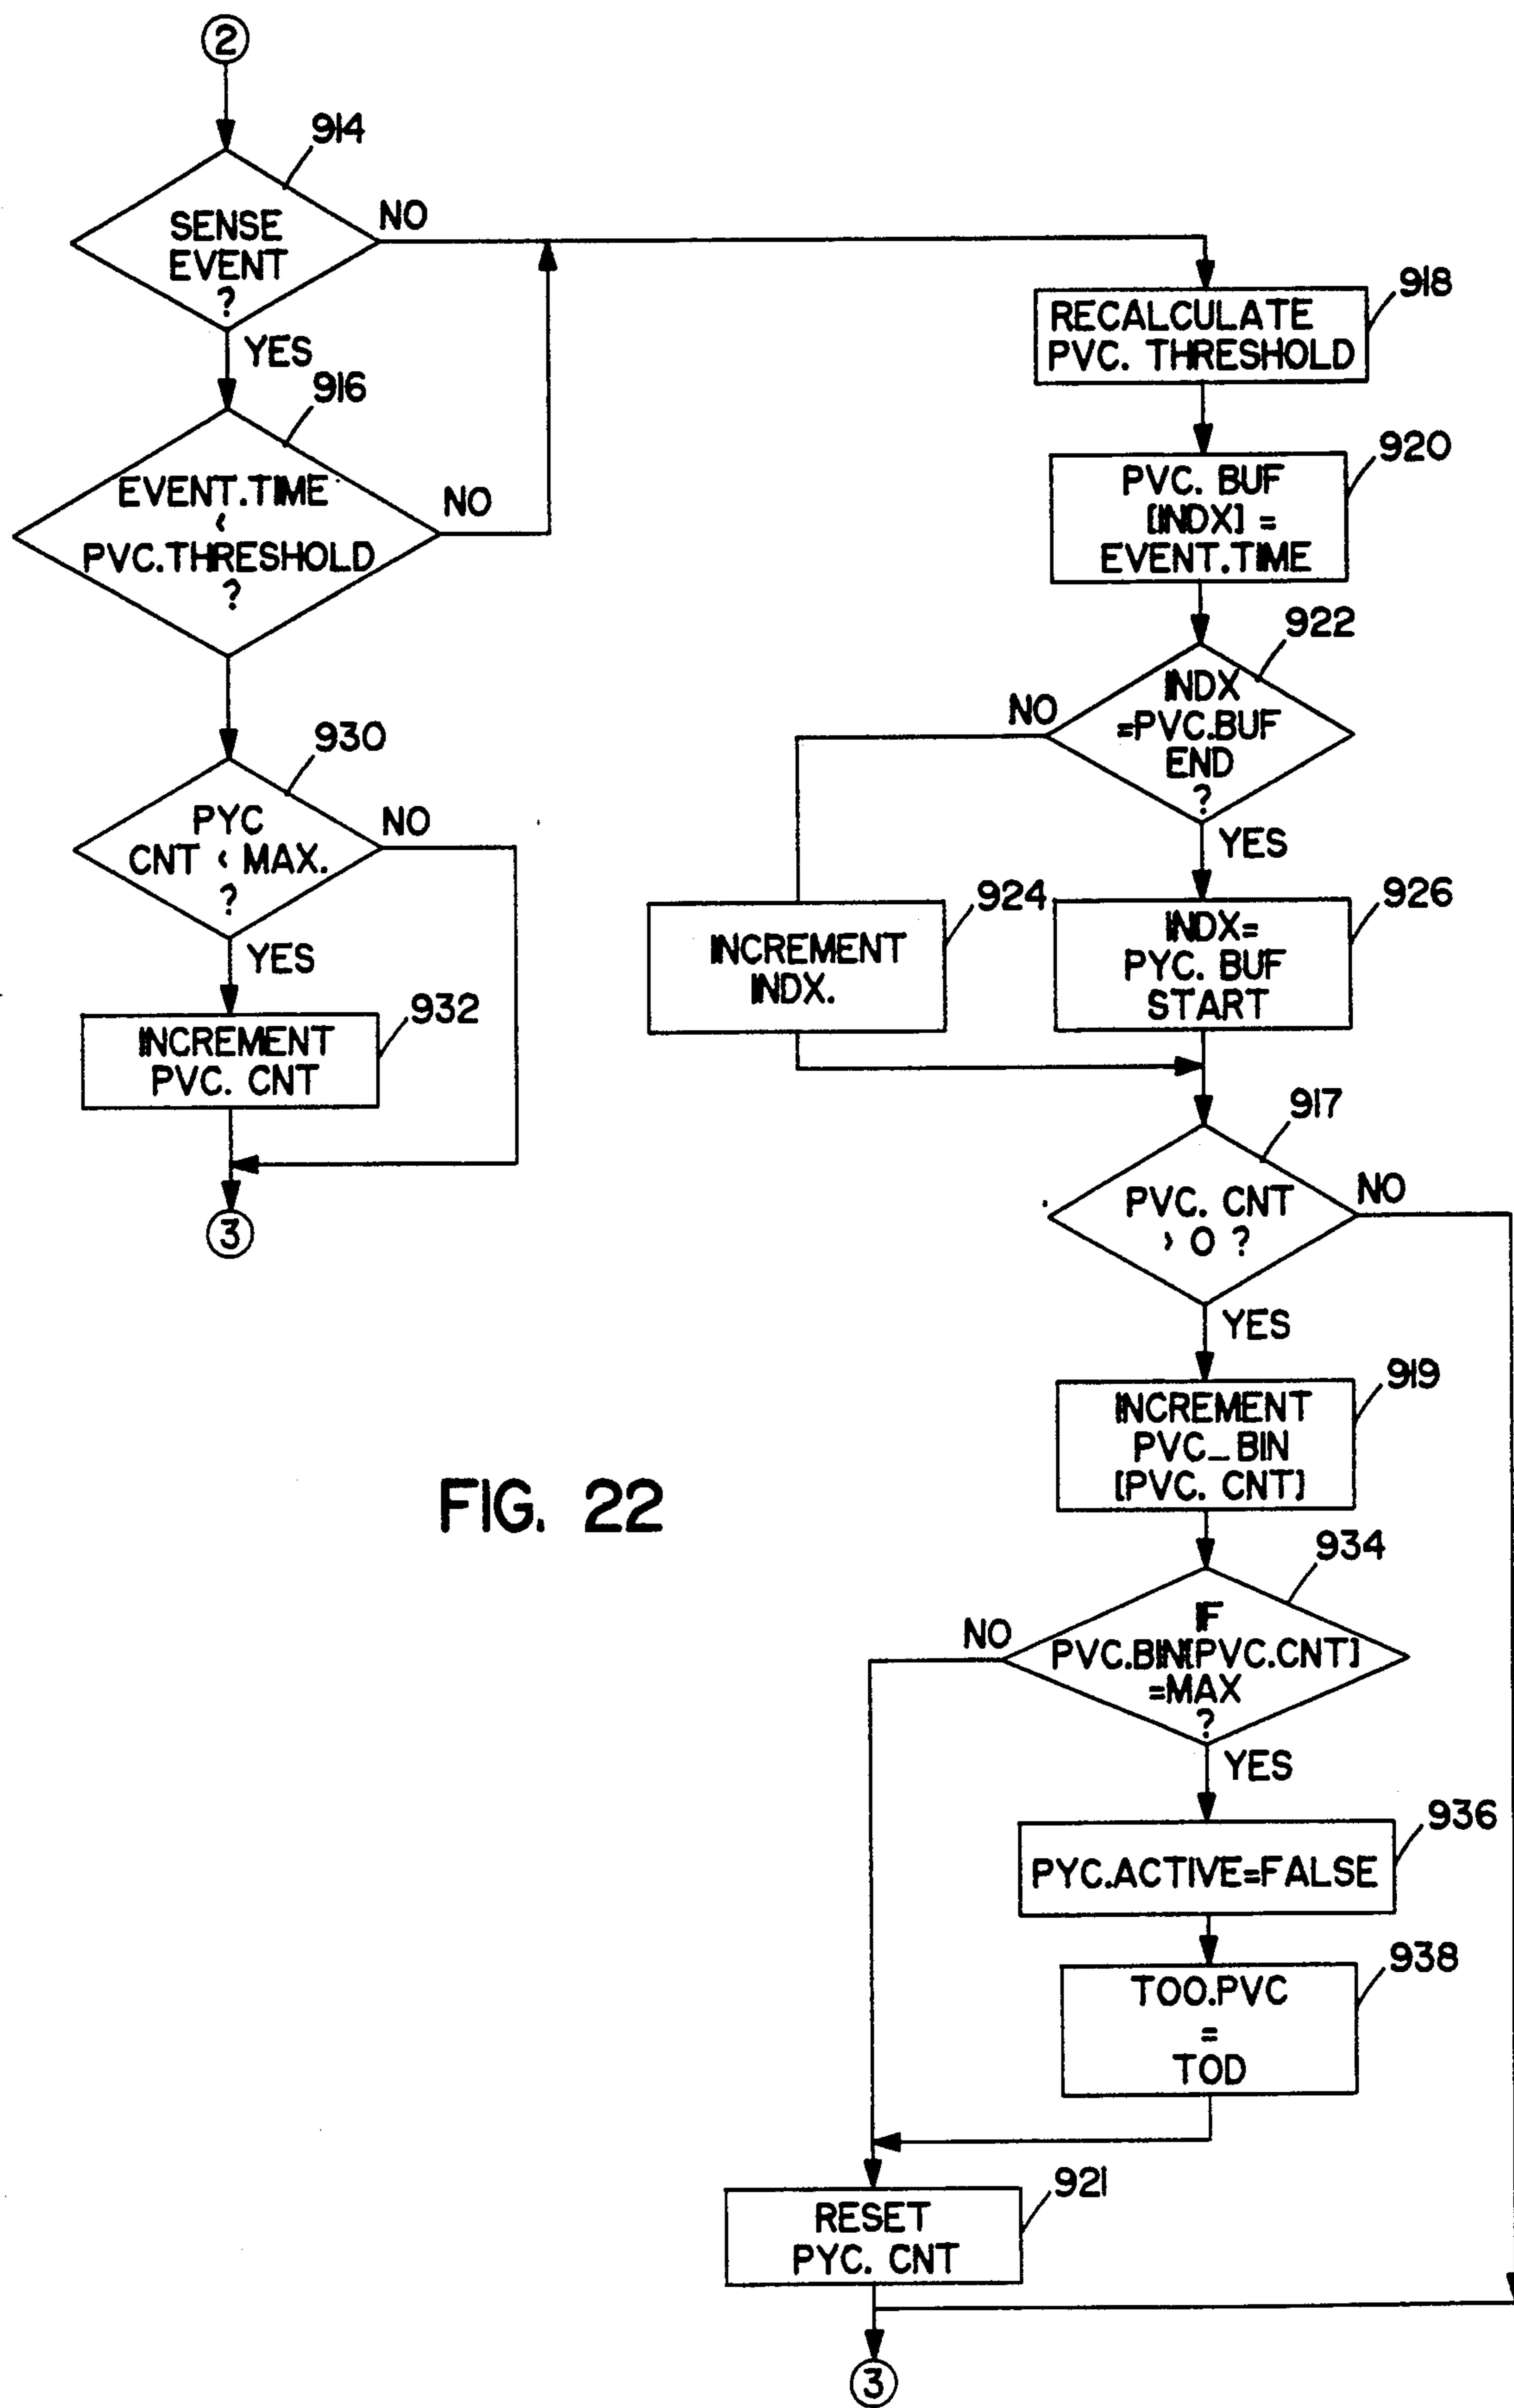 2
914
SENSE
EVENT
?
NO
YES
916
EVENT.TIME
<
PVC.THRESHOLD
?
NO
930
PYC
CNT < MAX.
?
NO
YES
932
INCREMENT
PVC. CNT
3
918
RECALCULATE
PVC. THRESHOLD
920
PVC. BUF
[INDX] =
EVENT.TIME
922
INDX
=PVC.BUF
END
?
NO
YES
924
INCREMENT
INDX.
926
INDX=
PYC. BUF
START
917
PVC. CNT
> 0 ?
NO
YES
919
INCREMENT
PVC_BIN
[PVC. CNT]
934
IF
PVC.BIN[PVC.CNT]
=MAX
?
NO
YES
936
PYC.ACTIVE=FALSE
938
TOO.PVC
=
TOD
921
RESET
PYC. CNT
3
FIG. 22